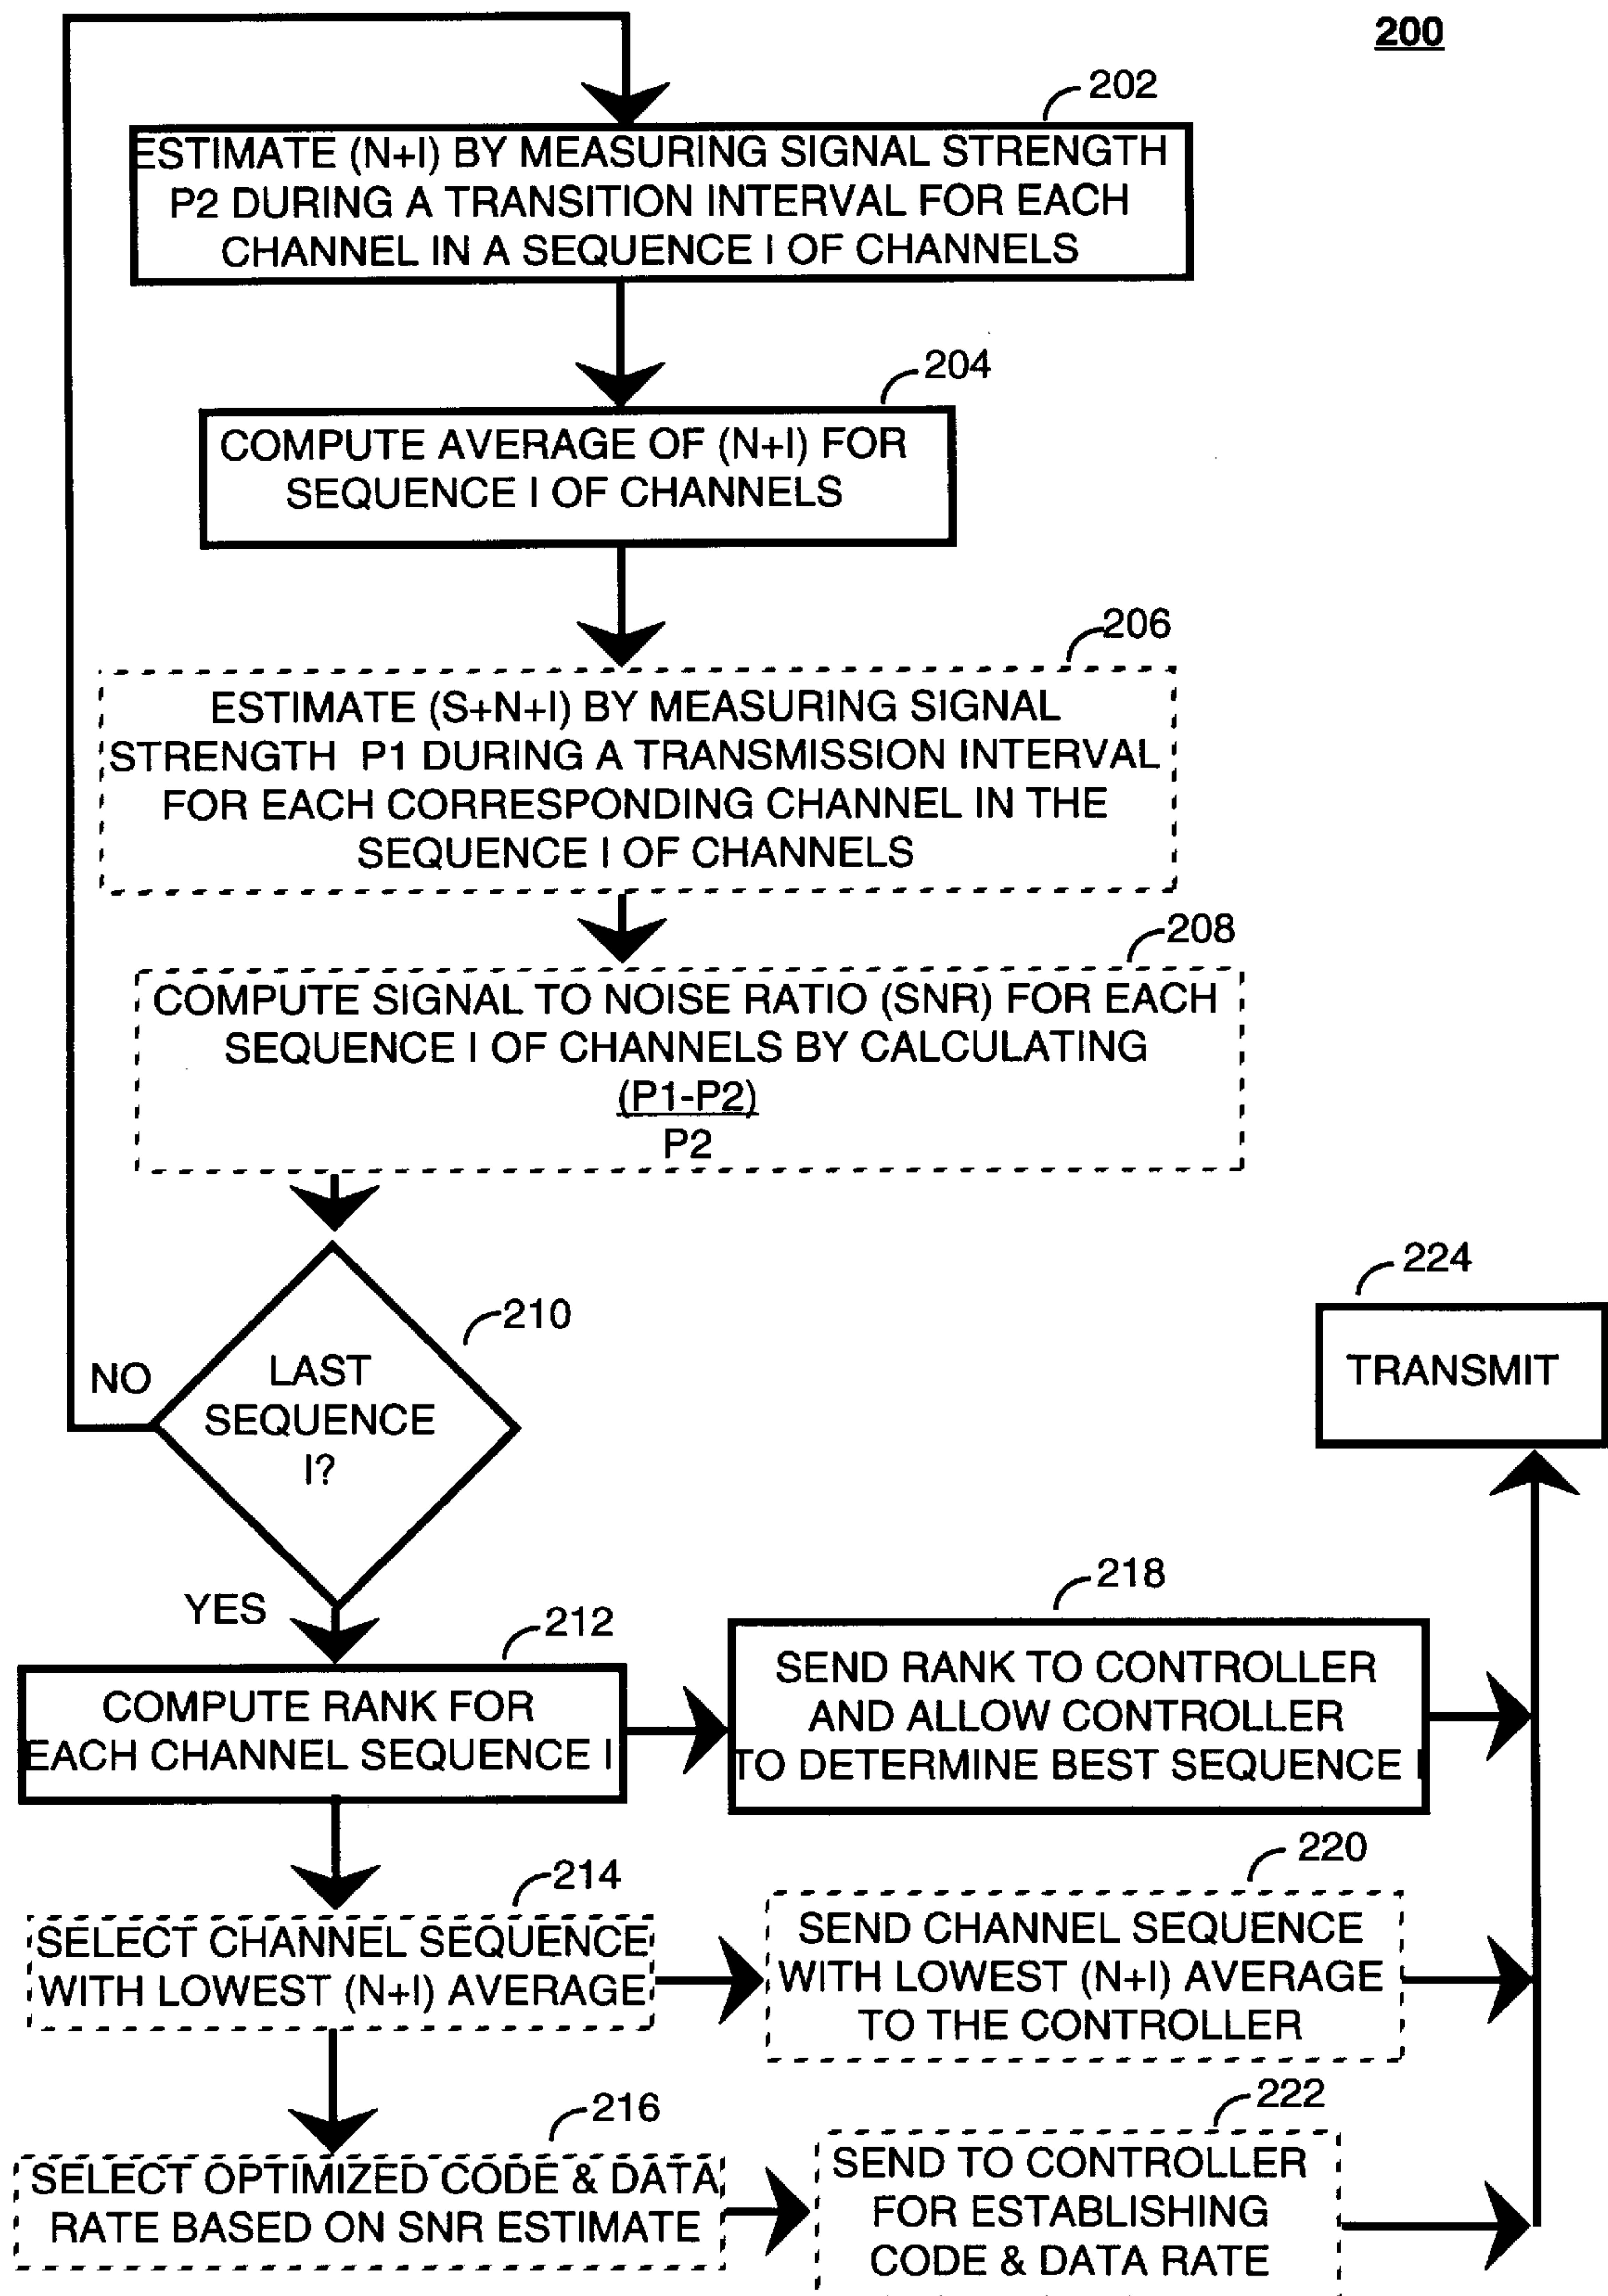 200
202
ESTIMATE (N+I) BY MEASURING SIGNAL STRENGTH
P2 DURING A TRANSITION INTERVAL FOR EACH
CHANNEL IN A SEQUENCE I OF CHANNELS
204
COMPUTE AVERAGE OF (N+I) FOR
SEQUENCE I OF CHANNELS
206
ESTIMATE (S+N+I) BY MEASURING SIGNAL
STRENGTH P1 DURING A TRANSMISSION INTERVAL
FOR EACH CORRESPONDING CHANNEL IN THE
SEQUENCE I OF CHANNELS
208
COMPUTE SIGNAL TO NOISE RATIO (SNR) FOR EACH
SEQUENCE I OF CHANNELS BY CALCULATING
(P1-P2)
P2
210
LAST
SEQUENCE
I?
NO
YES
224
TRANSMIT
212
COMPUTE RANK FOR
EACH CHANNEL SEQUENCE I
218
SEND RANK TO CONTROLLER
AND ALLOW CONTROLLER
TO DETERMINE BEST SEQUENCE I
214
SELECT CHANNEL SEQUENCE
WITH LOWEST (N+I) AVERAGE
220
SEND CHANNEL SEQUENCE
WITH LOWEST (N+I) AVERAGE
TO THE CONTROLLER
216
SELECT OPTIMIZED CODE & DATA
RATE BASED ON SNR ESTIMATE
222
SEND TO CONTROLLER
FOR ESTABLISHING
CODE & DATA RATE